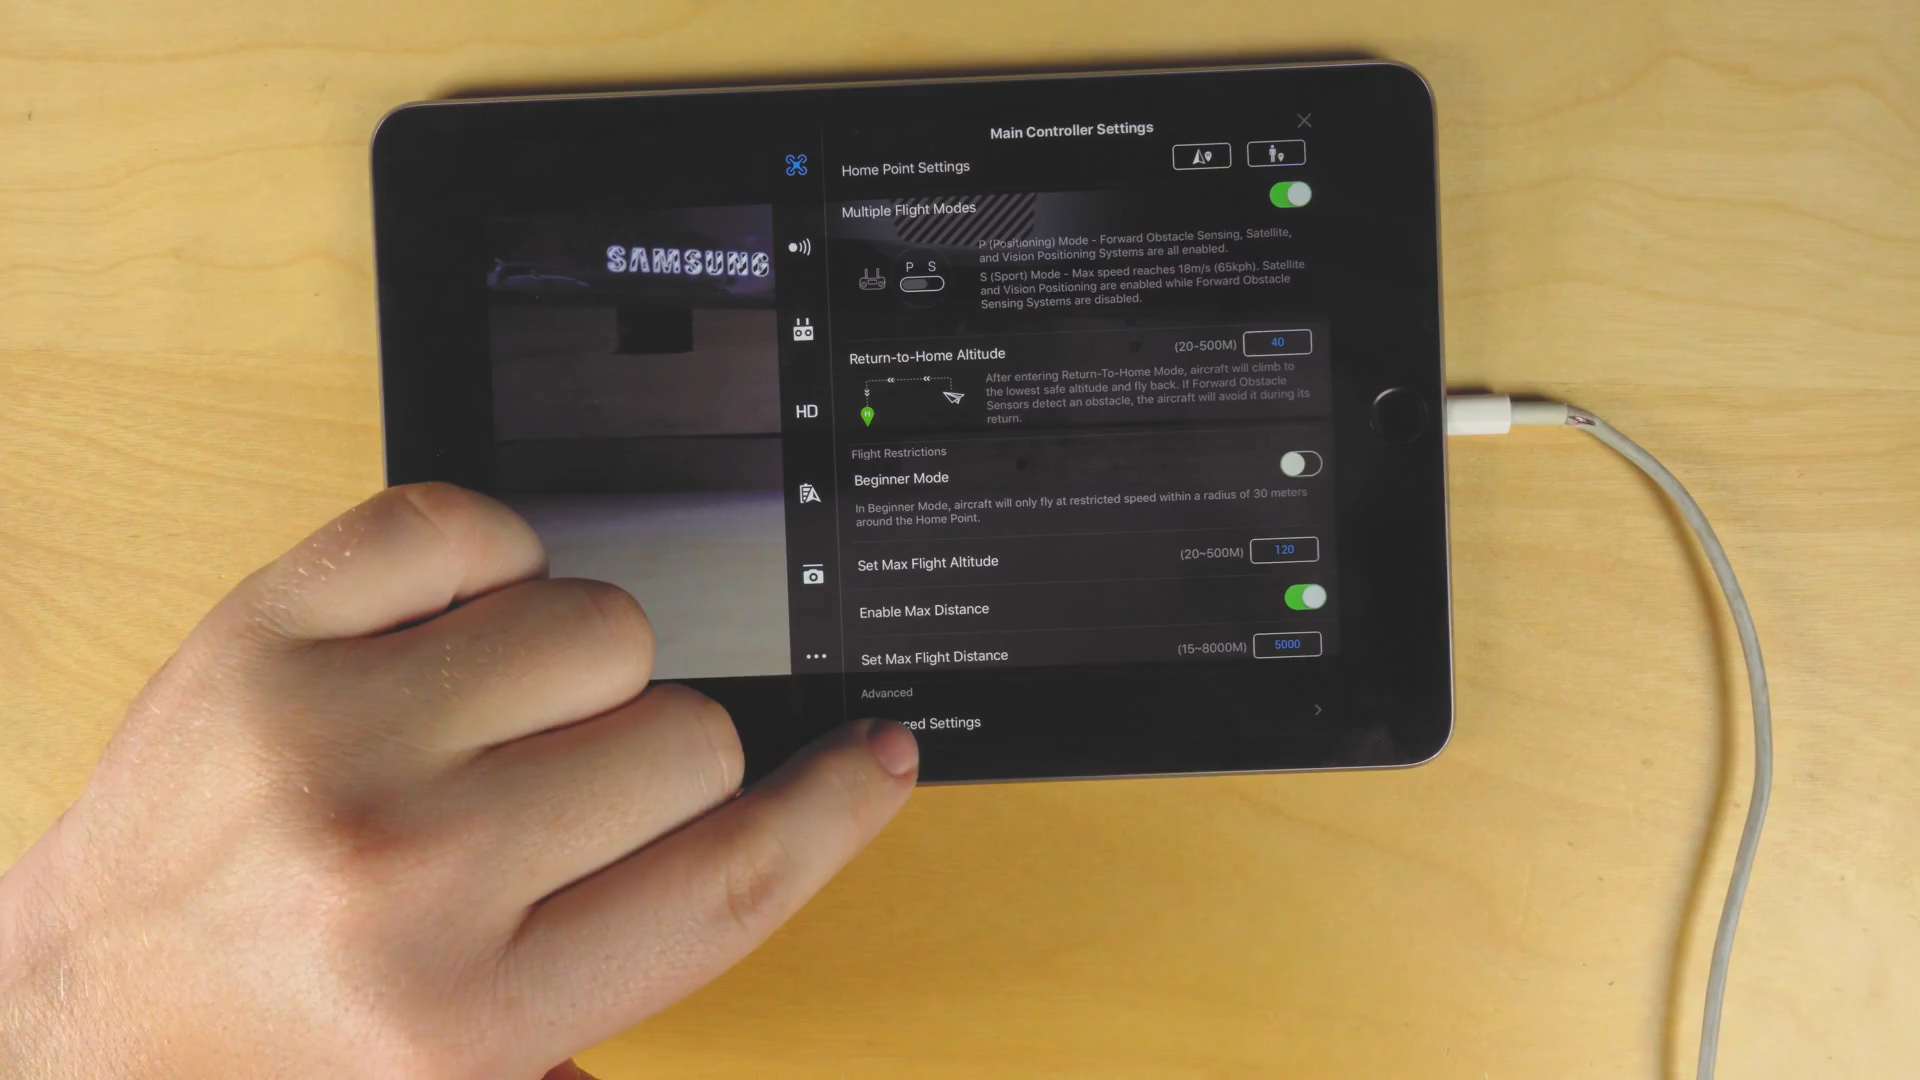 Main Controller Settings
Home Point Settings
Multiple Flight Modes
P (Positioning) Mode - Forward Obstacle Sensing, Satellite,
and Vision Positioning Systems are all enabled.
P S
S (Sport) Mode - Max speed reaches 18m/s (65kph). Satellite
and Vision Positioning are enabled while Forward Obstacle
Sensing Systems are disabled.
SAMSUNG
Return-to-Home Altitude (20-500M) 40
After entering Return-To-Home Mode, aircraft will climb to
the lowest safe altitude and fly back. If Forward Obstacle
Sensors detect an obstacle, the aircraft will avoid it during its
return.
H
HD
Flight Restrictions
Beginner Mode
In Beginner Mode, aircraft will only fly at restricted speed within a radius of 30 meters
around the Home Point.
Set Max Flight Altitude (20~500M) 120
Enable Max Distance
Set Max Flight Distance (15~8000M) 5000
Advanced
ced Settings